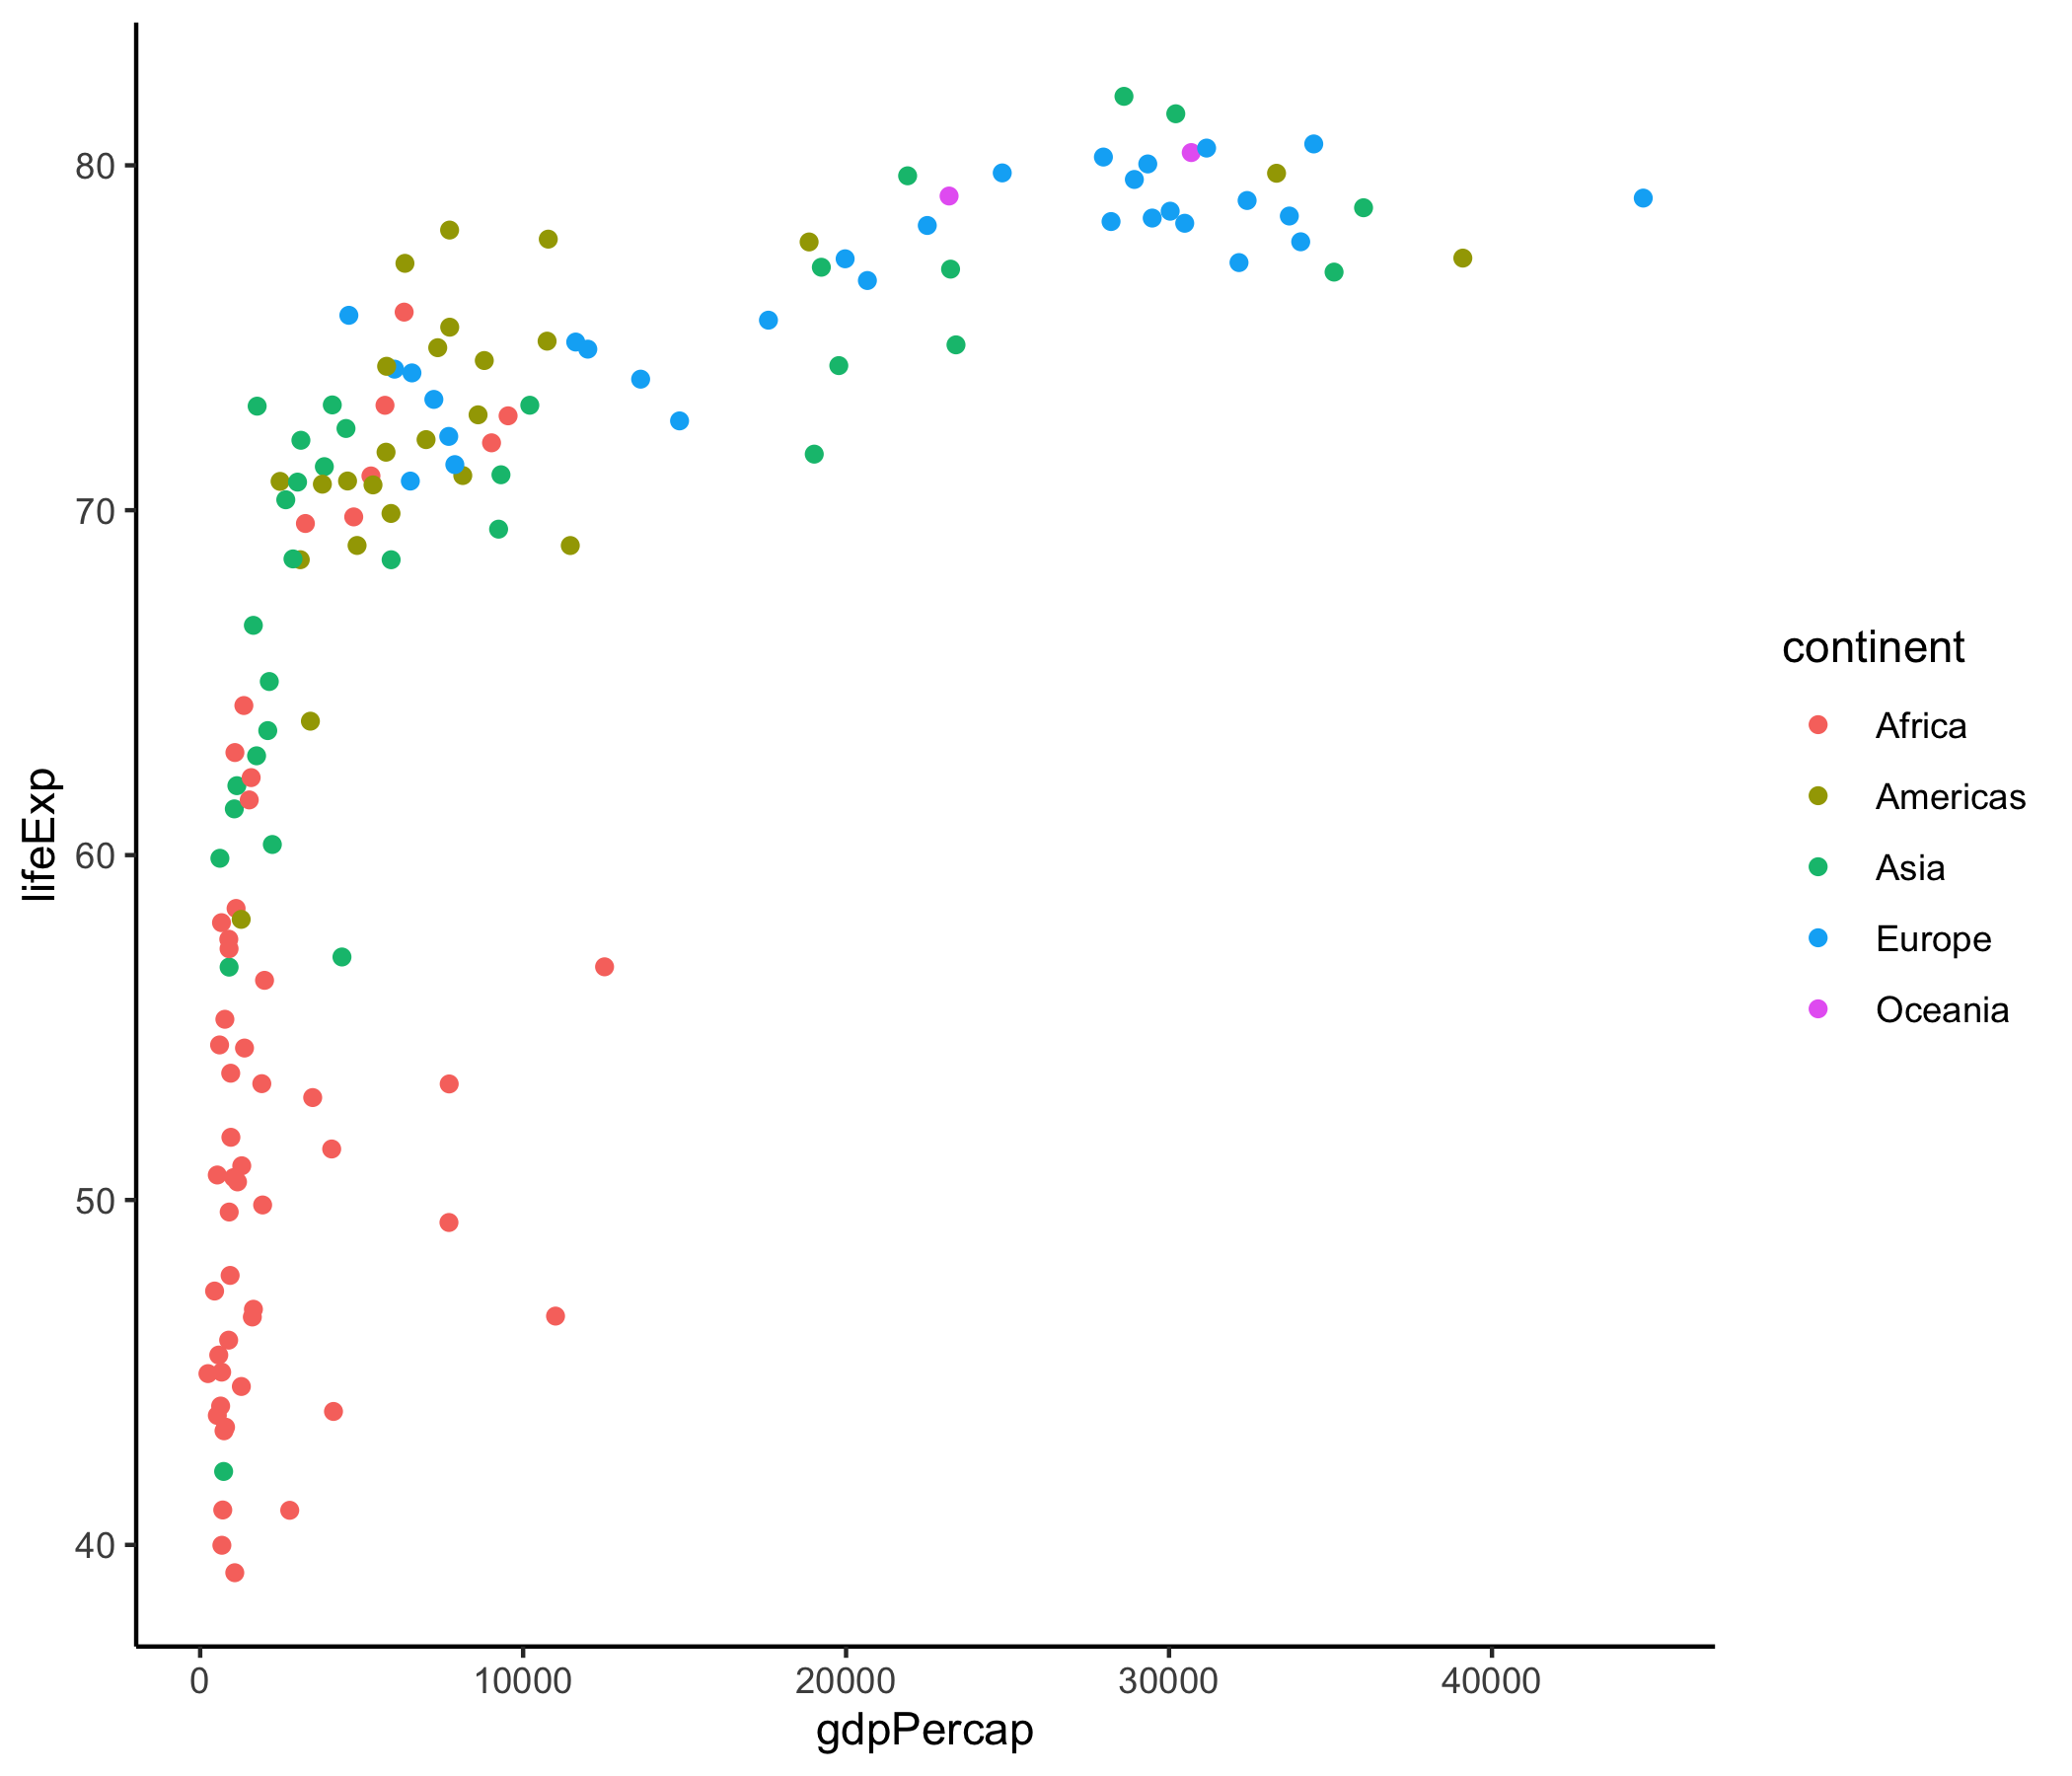 lifeExp
80
70
60
50
40
0 10000 20000 30000 40000
gdpPercap
continent
Africa
Americas
Asia
Europe
Oceania